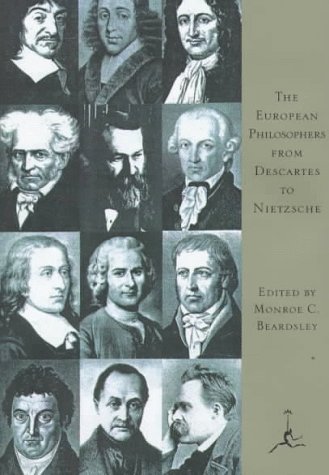 THE
EUROPEAN
PHILOSOPHERS
FROM
DESCARTES
TO
NIETZSCHE
EDITED BY
MONROE C.
BEARDSLEY